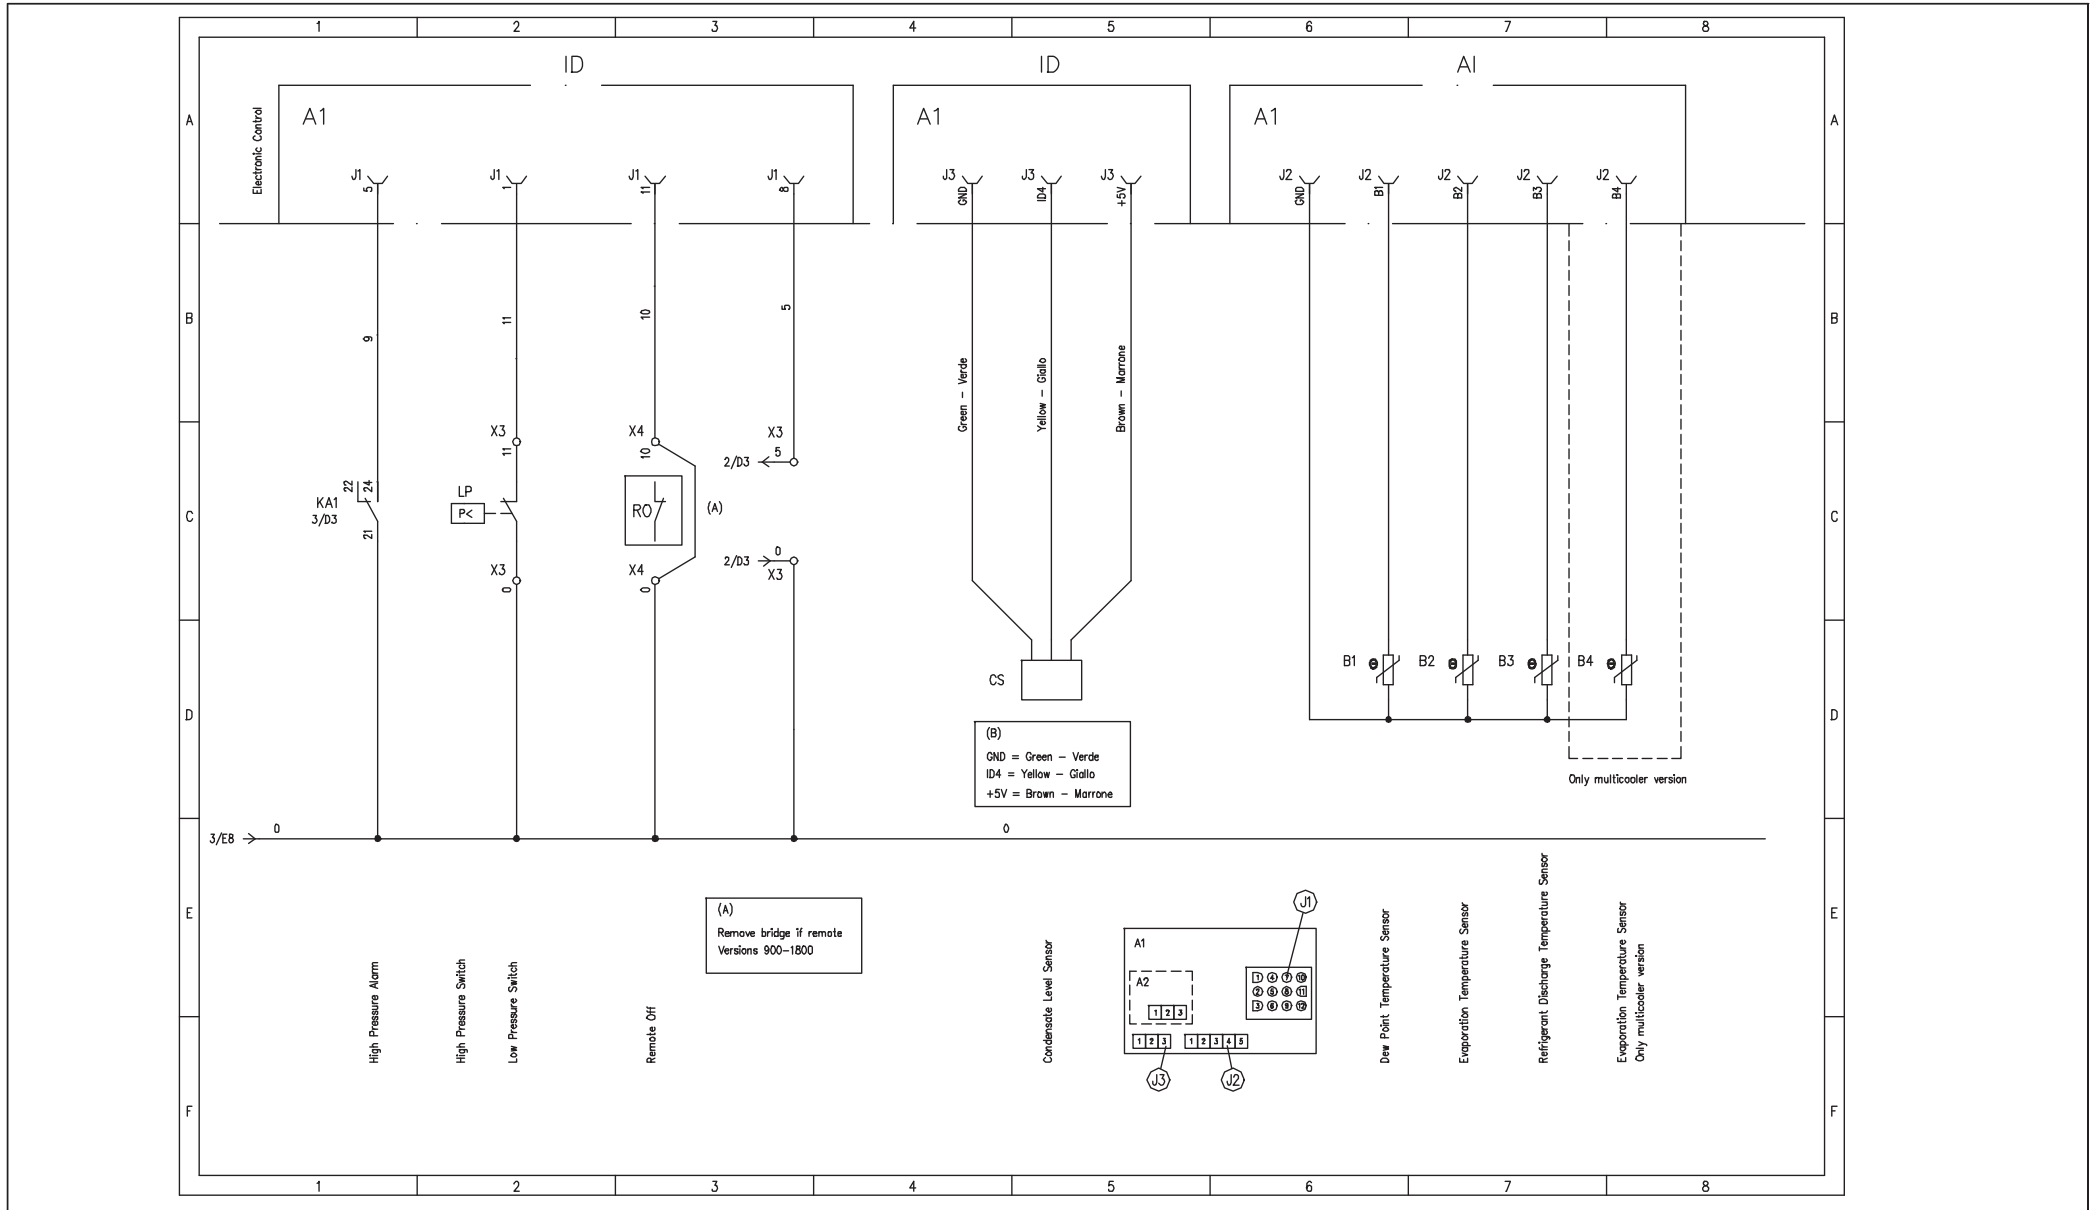 1 2 3 4 5 6 7 8
ID ID AI
A A
Electronic Control
A1 A1 A1
J1 J1 J1 J1 J3 J3 J3 J2 J2 J2 J2 J2
5 1 11 8 GND ID4 +5V GND B1 B2 B3 B4
B B
9 11 10 5
Green - Verde
Yellow - Giallo
Brown - Marrone
X3 X4 X3
11 10 2/D3 5
22 24 LP
KA1 P< RO (A)
3/D3
C C
21
2/D3 0
X3 X4 X3
0 0
B1 θ B2 θ B3 θ B4 θ
CS
D D
(B)
GND = Green - Verde
ID4 = Yellow - Giallo
+5V = Brown - Marrone
Only multicooler version
3/E8 0 0
E E
(A)
Remove bridge if remote
Versions 900-1800
High Pressure Alarm
High Pressure Switch
Low Pressure Switch
Remote Off
Condensate Level Sensor
J1
A1
A2
1 4 7 10
2 5 8 11
3 6 9 12
1 2 3
1 2 3 1 2 3 4 5
J3 J2
Dew Point Temperature Sensor
Evaporation Temperature Sensor
Refrigerant Discharge Temperature Sensor
Evaporation Temperature Sensor
Only multicooler version
F F
1 2 3 4 5 6 7 8